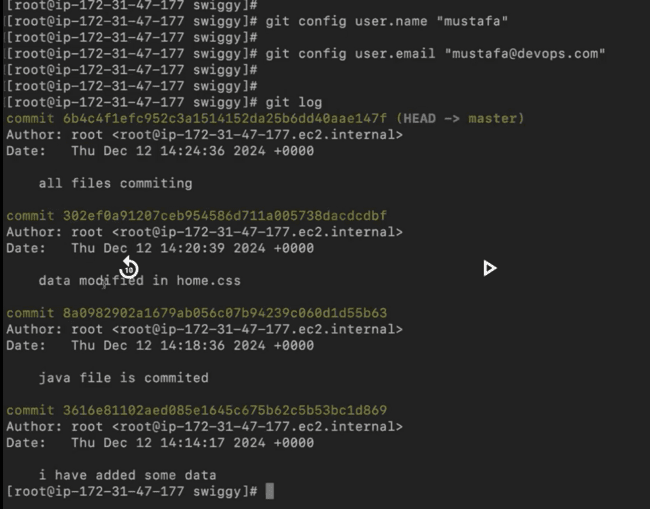 [root@ip-172-31-47-177 swiggy]#
[root@ip-172-31-47-177 swiggy]# git config user.name "mustafa"
[root@ip-172-31-47-177 swiggy]#
[root@ip-172-31-47-177 swiggy]# git config user.email "mustafa@devops.com"
[root@ip-172-31-47-177 swiggy]#
[root@ip-172-31-47-177 swiggy]#
[root@ip-172-31-47-177 swiggy]# git log
commit 6b4c4f1efc952c3a1514152da25b6dd40aae147f (HEAD -> master)
Author: root <root@ip-172-31-47-177.ec2.internal>
Date:   Thu Dec 12 14:24:36 2024 +0000
all files commiting
commit 302ef0a91207ceb954586d711a005738dacdcdbf
Author: root <root@ip-172-31-47-177.ec2.internal>
Date:   Thu Dec 12 14:20:39 2024 +0000
10
data modified in home.css
commit 8a0982902a1679ab056c07b94239c060d1d55b63
Author: root <root@ip-172-31-47-177.ec2.internal>
Date:   Thu Dec 12 14:18:36 2024 +0000
java file is commited
commit 3616e81102aed085e1645c675b62c5b53bc1d869
Author: root <root@ip-172-31-47-177.ec2.internal>
Date:   Thu Dec 12 14:14:17 2024 +0000
i have added some data
[root@ip-172-31-47-177 swiggy]#